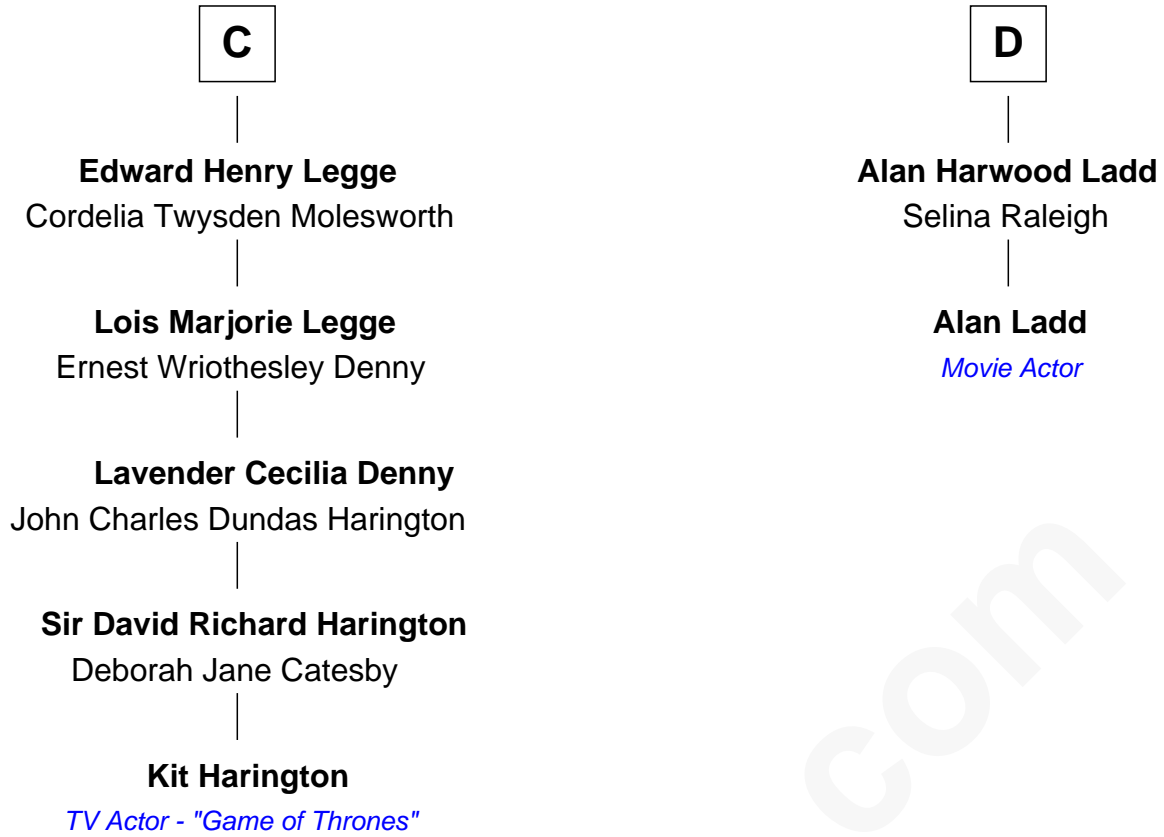 C
Edward Henry Legge
Cordelia Twysden Molesworth
Lois Marjorie Legge
Ernest Wriothesley Denny
Lavender Cecilia Denny
John Charles Dundas Harington
Sir David Richard Harington
Deborah Jane Catesby
Kit Harington
TV Actor - "Game of Thrones"
D
Alan Harwood Ladd
Selina Raleigh
Alan Ladd
Movie Actor
com